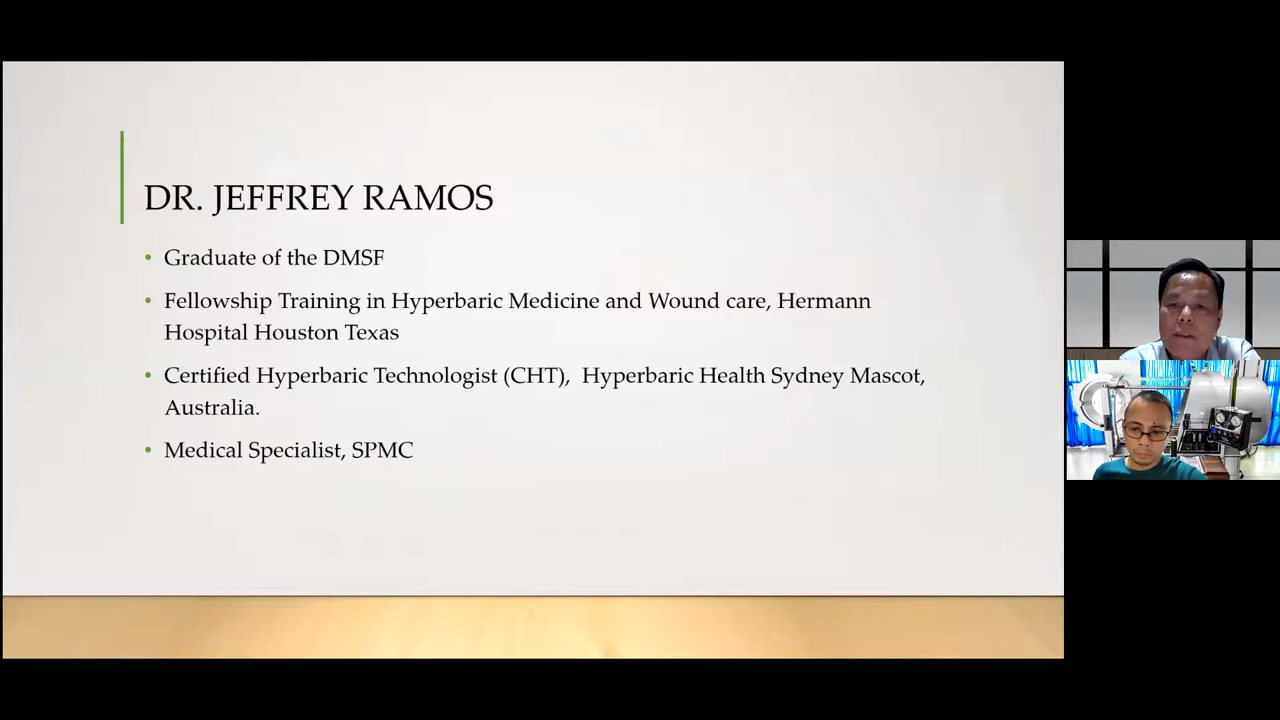 DR. JEFFREY RAMOS
• Graduate of the DMSF
• Fellowship Training in Hyperbaric Medicine and Wound care, Hermann
Hospital Houston Texas
• Certified Hyperbaric Technologist (CHT),  Hyperbaric Health Sydney Mascot,
Australia.
• Medical Specialist, SPMC